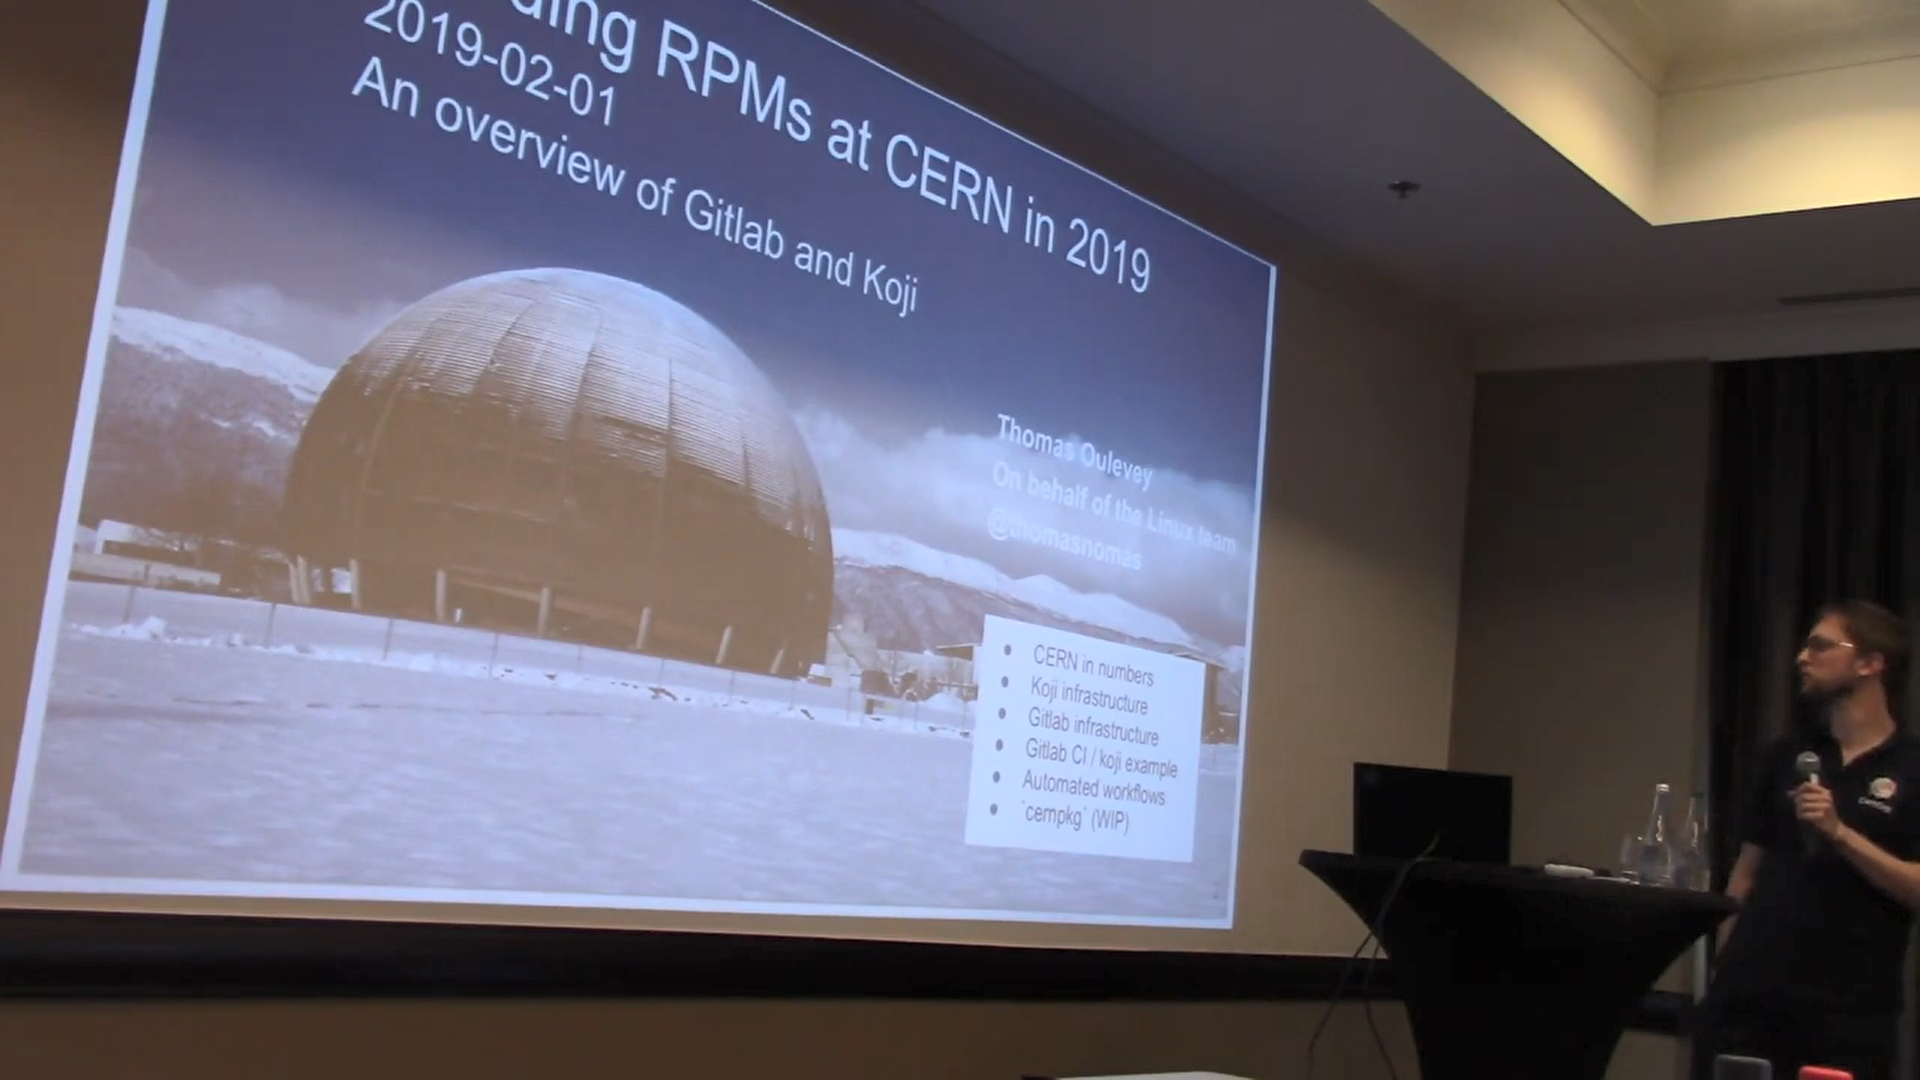 ding RPMs at CERN in 2019
2019-02-01
An overview of Gitlab and Koji
Thomas Oulevey
On behalf of the Linux team
@thomasnomas
• CERN in numbers
• Koji infrastructure
• Gitlab infrastructure
• Gitlab CI / koji example
• Automated workflows
• `cernpkg` (WIP)